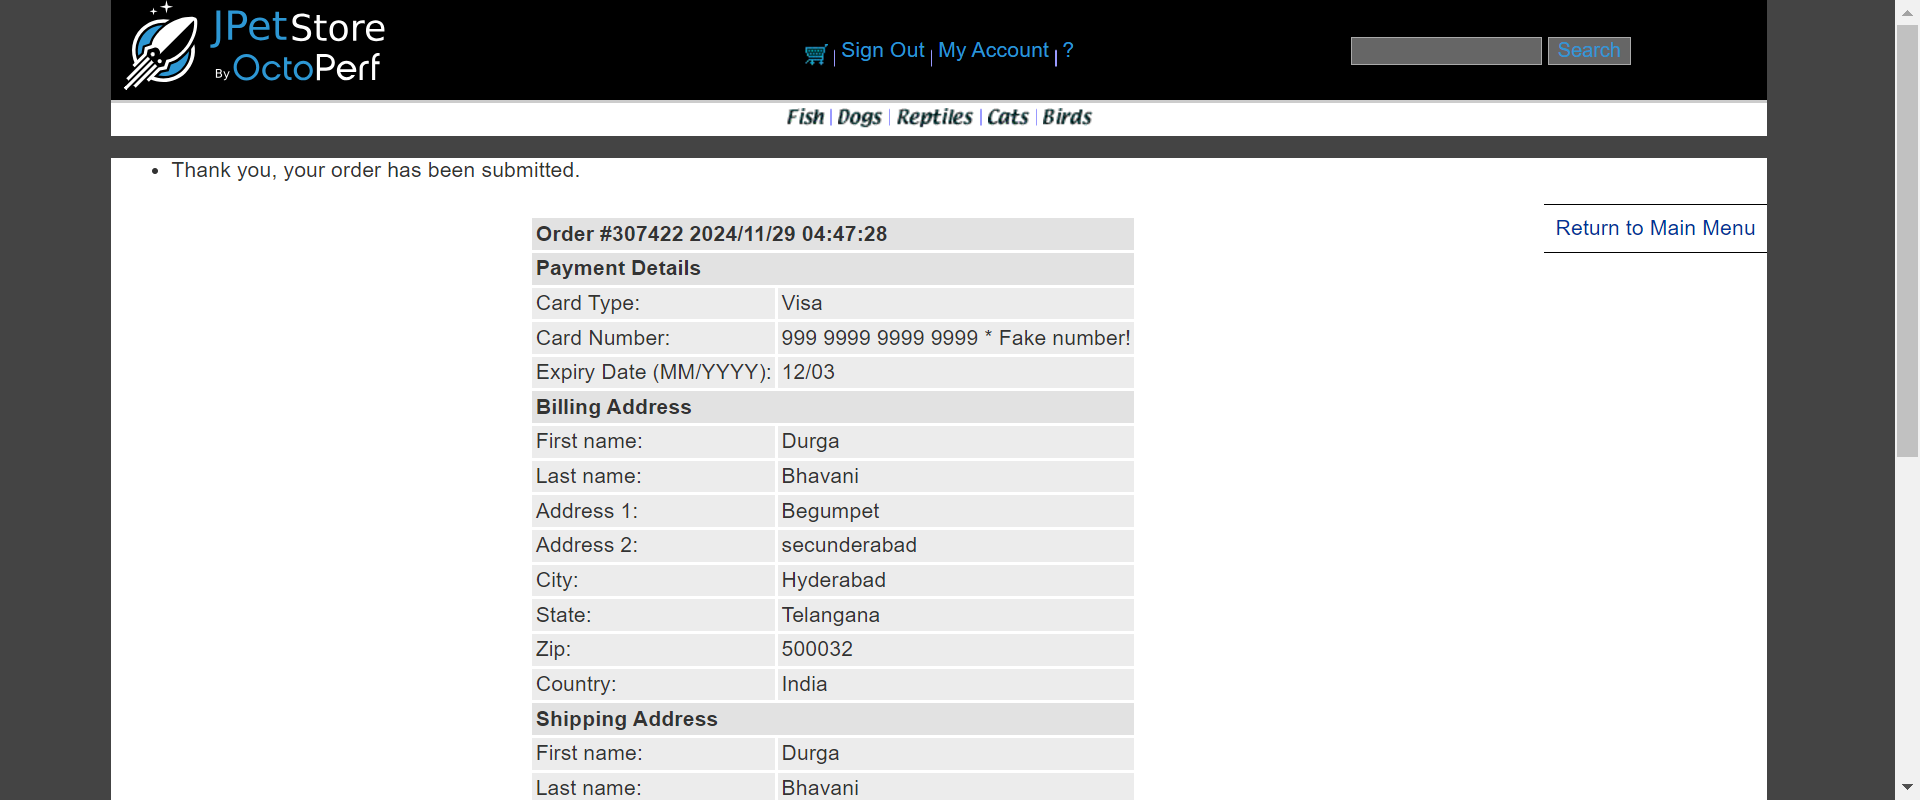 JPetStore
By OctoPerf
Sign Out | My Account | ?
Search
Fish | Dogs | Reptiles | Cats | Birds
• Thank you, your order has been submitted.
Return to Main Menu
Order #307422 2024/11/29 04:47:28
Payment Details
Card Type: Visa
Card Number: 999 9999 9999 9999 * Fake number!
Expiry Date (MM/YYYY): 12/03
Billing Address
First name: Durga
Last name: Bhavani
Address 1: Begumpet
Address 2: secunderabad
City: Hyderabad
State: Telangana
Zip: 500032
Country: India
Shipping Address
First name: Durga
Last name: Bhavani